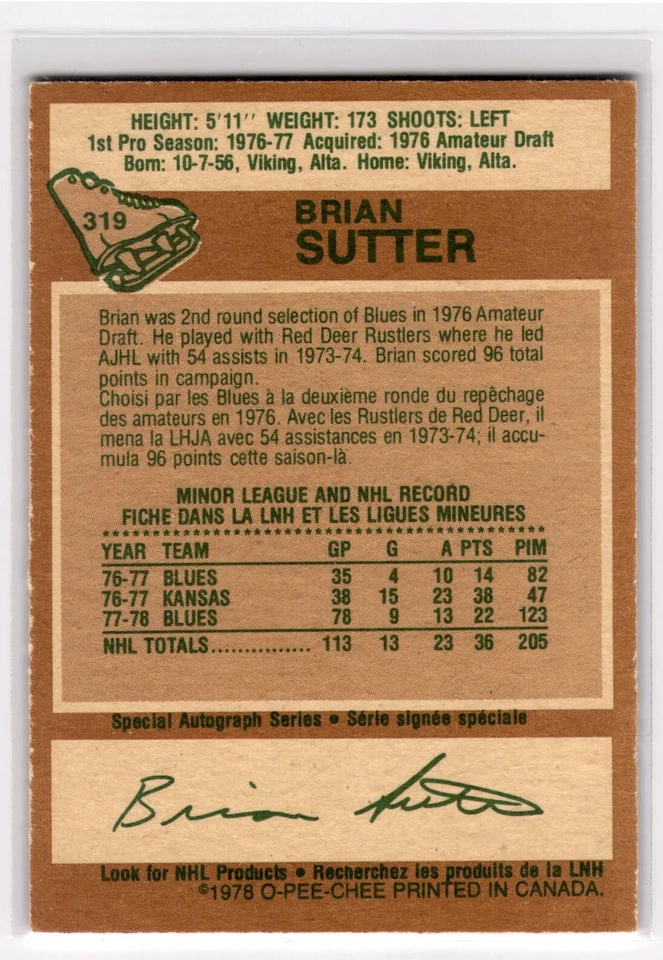 HEIGHT: 5'11'' WEIGHT: 173 SHOOTS: LEFT
1st Pro Season: 1976-77 Acquired: 1976 Amateur Draft
Born: 10-7-56, Viking, Alta. Home: Viking, Alta.
319
BRIAN
SUTTER
Brian was 2nd round selection of Blues in 1976 Amateur
Draft. He played with Red Deer Rustlers where he led
AJHL with 54 assists in 1973-74. Brian scored 96 total
points in campaign.
Choisi par les Blues à la deuxième ronde du repêchage
des amateurs en 1976. Avec les Rustlers de Red Deer, il
mena la LHJA avec 54 assistances en 1973-74; il accu-
mula 96 points cette saison-là.
MINOR LEAGUE AND NHL RECORD
FICHE DANS LA LNH ET LES LIGUES MINEURES
YEAR TEAM GP G A PTS PIM
76-77 BLUES 35 4 10 14 82
76-77 KANSAS 38 15 23 38 47
77-78 BLUES 78 9 13 22 123
NHL TOTALS............... 113 13 23 36 205
Special Autograph Series • Série signée spéciale
Brian Sutter
Look for NHL Products • Recherchez les produits de la LNH
©1978 O-PEE-CHEE PRINTED IN CANADA.